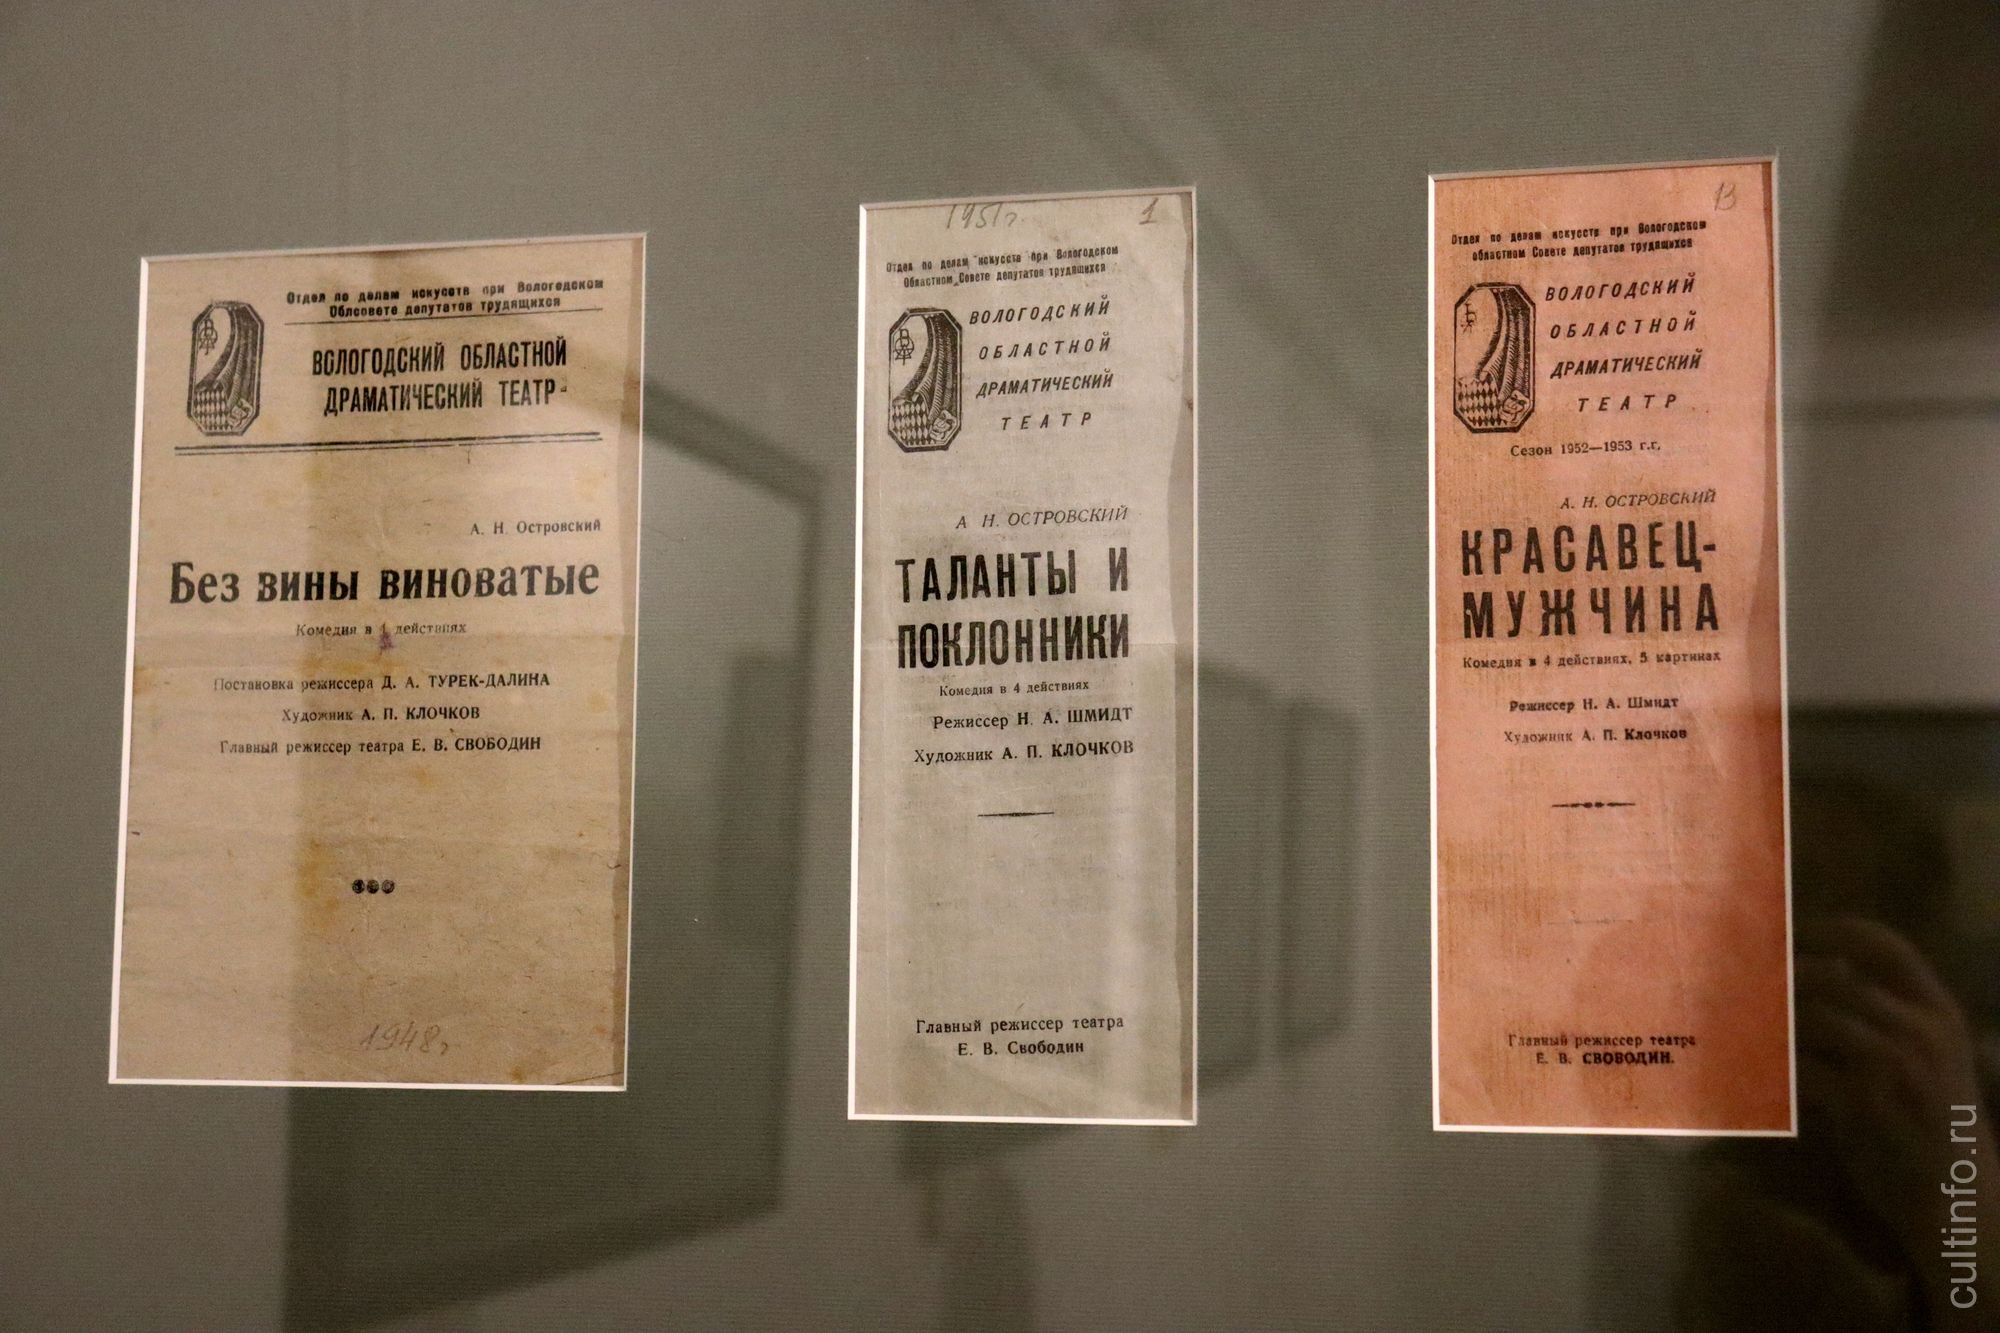 Отдел по делам искусств при Вологодском
Облсовете депутатов трудящихся
ВОЛОГОДСКИЙ ОБЛАСТНОЙ
ДРАМАТИЧЕСКИЙ ТЕАТР
А. Н. Островский
Без вины виноватые
Комедия в 4 действиях
Постановка режиссера Д. А. ТУРЕК-ДАЛИНА
Художник А. П. КЛОЧКОВ
Главный режиссер театра Е. В. СВОБОДИН
1948 г
1951 г. 1
Отдел по делам искусств при Вологодском
Областном Совете депутатов трудящихся
ВОЛОГОДСКИЙ
ОБЛАСТНОЙ
ДРАМАТИЧЕСКИЙ
ТЕАТР
А Н. ОСТРОВСКИЙ
ТАЛАНТЫ И
ПОКЛОННИКИ
Комедия в 4 действиях
Режиссер Н. А. ШМИДТ
Художник А. П. КЛОЧКОВ
Главный режиссер театра
Е. В. Свободин
13
Отдел по делам искусств при Вологодском
областном Совете депутатов трудящихся
ВОЛОГОДСКИЙ
ОБЛАСТНОЙ
ДРАМАТИЧЕСКИЙ
ТЕАТР
Сезон 1952—1953 г.г.
А. Н. ОСТРОВСКИЙ
КРАСАВЕЦ-
МУЖЧИНА
Комедия в 4 действиях, 5 картинах
Режиссер Н. А. Шмидт
Художник А. П. Клочков
Главный режиссер театра
Е. В. СВОБОДИН.
cultinfo.ru